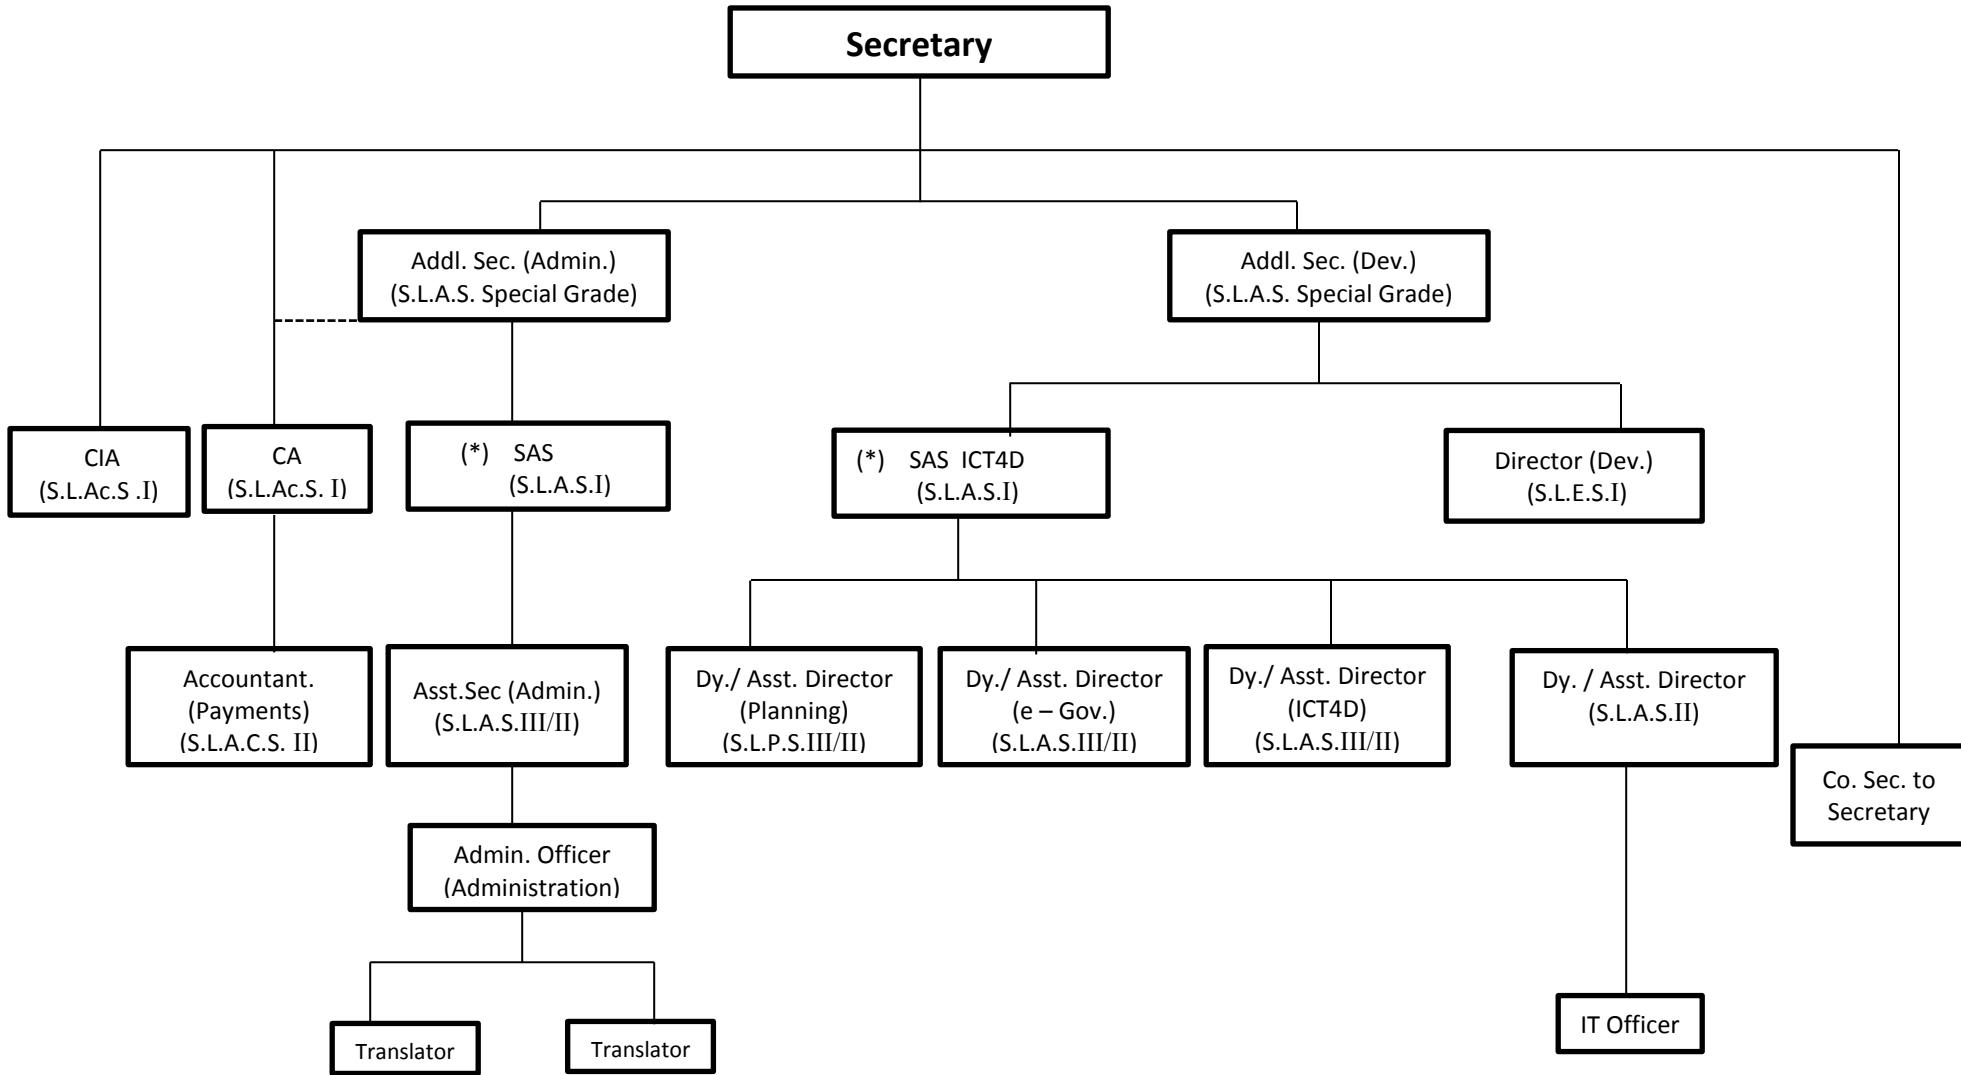 Secretary
Addl. Sec. (Admin.)
(S.L.A.S. Special Grade)
Addl. Sec. (Dev.)
(S.L.A.S. Special Grade)
CIA
(S.L.Ac.S .I)
CA
(S.L.Ac.S. I)
(*) SAS
(S.L.A.S.I)
(*) SAS ICT4D
(S.L.A.S.I)
Director (Dev.)
(S.L.E.S.I)
Accountant.
(Payments)
(S.L.A.C.S. II)
Asst.Sec (Admin.)
(S.L.A.S.III/II)
Dy./ Asst. Director
(Planning)
(S.L.P.S.III/II)
Dy./ Asst. Director
(e – Gov.)
(S.L.A.S.III/II)
Dy./ Asst. Director
(ICT4D)
(S.L.A.S.III/II)
Dy. / Asst. Director
(S.L.A.S.II)
Co. Sec. to
Secretary
Admin. Officer
(Administration)
Translator
Translator
IT Officer